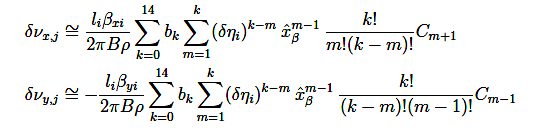 δν_{x,j} ≅ \frac{l_i β_{xi}}{2πBρ} \sum_{k=0}^{14} b_k \sum_{m=1}^{k} (δη_i)^{k-m} \hat{x}_β^{m-1} \frac{k!}{m!(k-m)!} C_{m+1}
δν_{y,j} ≅ -\frac{l_i β_{yi}}{2πBρ} \sum_{k=0}^{14} b_k \sum_{m=1}^{k} (δη_i)^{k-m} \hat{x}_β^{m-1} \frac{k!}{(k-m)!(m-1)!} C_{m-1}